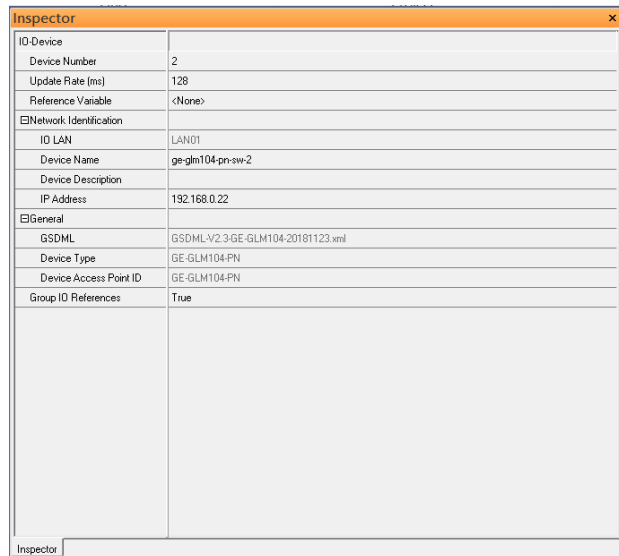 Inspector
IO-Device
Device Number 2
Update Rate (ms) 128
Reference Variable <None>
Network Identification
IO LAN LAN01
Device Name ge-glm104-pn-sw-2
Device Description
IP Address 192.168.0.22
General
GSDML GSDML-V2.3-GE-GLM104-20181123.xml
Device Type GE-GLM104-PN
Device Access Point ID GE-GLM104-PN
Group IO References True
Inspector